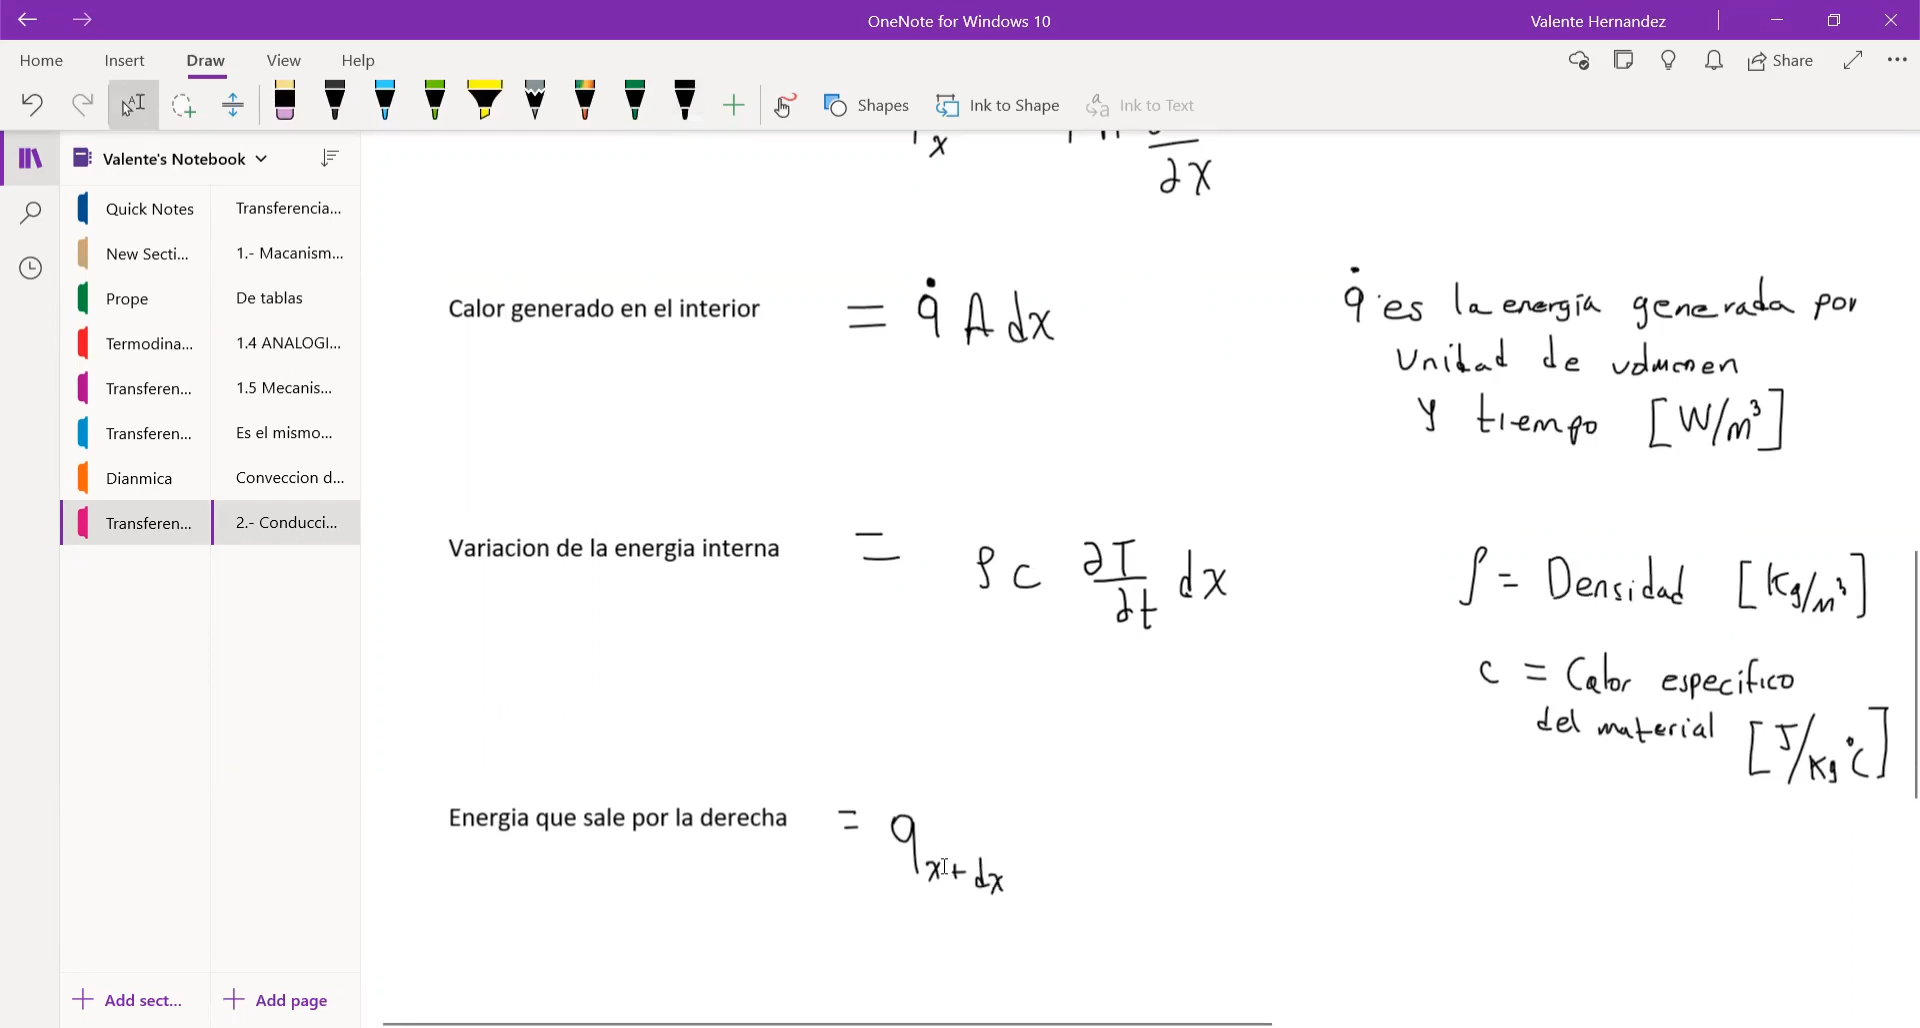 OneNote for Windows 10
Valente Hernandez
Home Insert Draw View Help
Share
Shapes Ink to Shape Ink to Text
Valente's Notebook
Quick Notes
New Secti...
Prope
Termodina...
Transferen...
Transferen...
Dianmica
Transferen...
Add sect...
Transferencia...
1.- Macanism...
De tablas
1.4 ANALOGI...
1.5 Mecanis...
Es el mismo...
Conveccion d...
2.- Conducci...
Add page
x ∂x
Calor generado en el interior = q̇ A dx
q̇ es la energía generada por
unidad de volumen
y tiempo [W/m³]
Variacion de la energia interna = ρ c ∂T/∂t dx
ρ = Densidad [Kg/m³]
c = Calor especifico
del material [J/Kg°C]
Energia que sale por la derecha = q x+dx